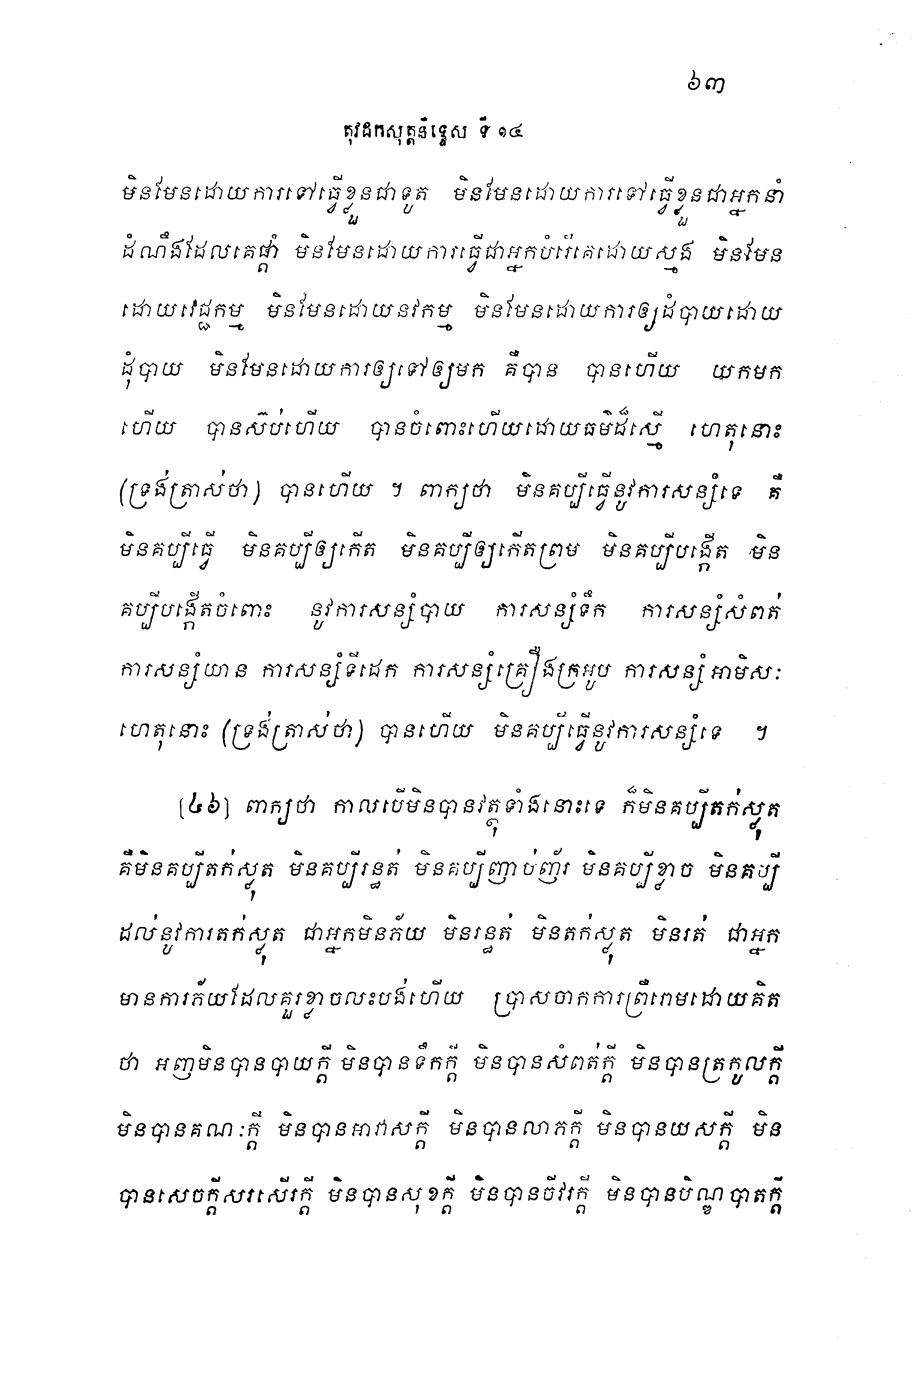 ៦៣
តុវដកសុត្តនិទ្ទេស ទី ១៤
មិនមែនដោយការទៅធ្វើខ្លួនជាទូត មិនមែនដោយការទៅធ្វើខ្លួនជាអ្នកនាំ
ដំណឹងដែលគេផ្តាំ មិនមែនដោយការធ្វើជាអ្នកបំរើគេដោយស្មង មិនមែន
ដោយវេជ្ជកម្ម មិនមែនដោយនវកម្ម មិនមែនដោយការឲ្យដំបាយដោយ
ដុំបាយ មិនមែនដោយការឲ្យទៅឲ្យមក គឺបាន បានហើយ យកមក
ហើយ បានស៊ប់ហើយ បានចំពោះហើយដោយធម៌ដ៏ស្មើ ហេតុនោះ
(ទ្រង់ត្រាស់ថា) បានហើយ ។ ពាក្យថា មិនគប្បីធ្វើនូវការសន្សំទេ គឺ
មិនគប្បីធ្វើ មិនគប្បីឲ្យកើត មិនគប្បីឲ្យកើតព្រម មិនគប្បីបង្កើត មិន
គប្បីបង្កើតចំពោះ នូវការសន្សំបាយ ការសន្សំទឹក ការសន្សំសំពត់
ការសន្សំយាន ការសន្សំទីដេក ការសន្សំគ្រឿងក្រអូប ការសន្សំអាមិសៈ
ហេតុនោះ (ទ្រង់ត្រាស់ថា) បានហើយ មិនគប្បីធ្វើនូវការសន្សំទេ ។
[៤៦] ពាក្យថា កាលបើមិនបានវត្ថុទាំងនោះទេ ក៏មិនគប្បីតក់ស្លុត
គឺមិនគប្បីតក់ស្លុត មិនគប្បីរន្ធត់ មិនគប្បីញាប់ញ័រ មិនគប្បីខ្លាច មិនគប្បី
ដល់នូវការតក់ស្លុត ជាអ្នកមិនភ័យ មិនរន្ធត់ មិនតក់ស្លុត មិនរត់ ជាអ្នក
មានការភ័យដែលគួរខ្លាចលះបង់ហើយ ប្រាសចាកការព្រឺរោមដោយគិត
ថា អញមិនបានបាយក្តី មិនបានទឹកក្តី មិនបានសំពត់ក្តី មិនបានត្រកូលក្តី
មិនបានគណៈក្តី មិនបានអាវាសក្តី មិនបានលាភក្តី មិនបានយសក្តី មិន
បានសេចក្តីសរសើរក្តី មិនបានសុខក្តី មិនបានចីវរក្តី មិនបានបិណ្ឌបាតក្តី